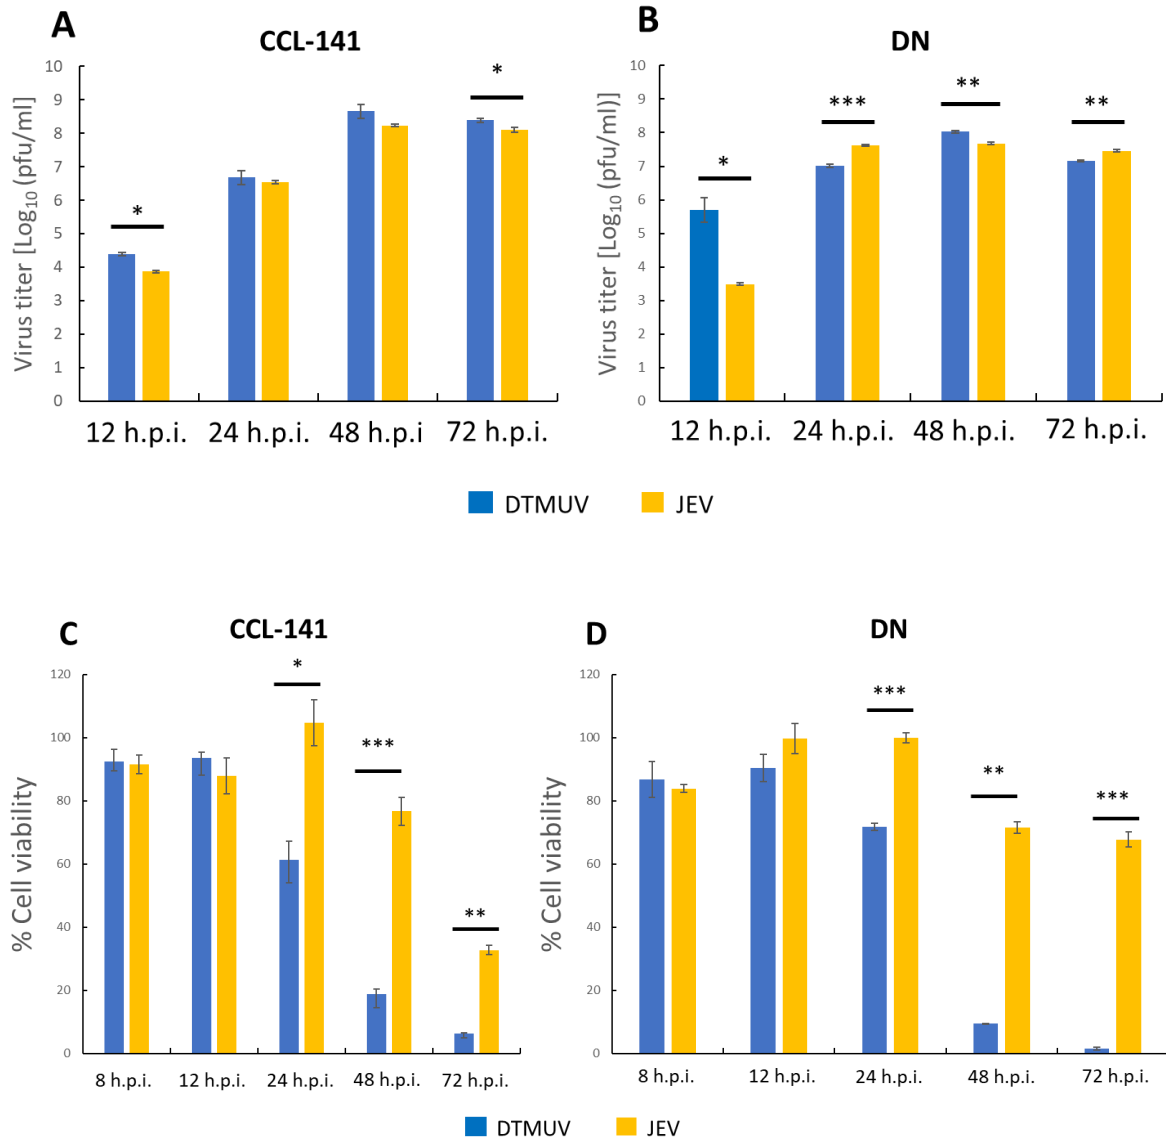 A
CCL-141
Virus titer [Log₁₀ (pfu/ml]
10
9
8
7
6
5
4
3
2
1
0
*
*
12 h.p.i.
24 h.p.i.
48 h.p.i
72 h.p.i.
B
DN
Virus titer [Log₁₀ (pfu/ml)]
10
9
8
7
6
5
4
3
2
1
0
*
***
**
**
12 h.p.i.
24 h.p.i.
48 h.p.i.
72 h.p.i.
DTMUV
JEV
C
CCL-141
% Cell viability
120
100
80
60
40
20
0
*
***
**
8 h.p.i.
12 h.p.i.
24 h.p.i.
48 h.p.i.
72 h.p.i.
D
DN
% Cell viability
120
100
80
60
40
20
0
***
**
***
8 h.p.i.
12 h.p.i.
24 h.p.i.
48 h.p.i.
72 h.p.i.
DTMUV
JEV